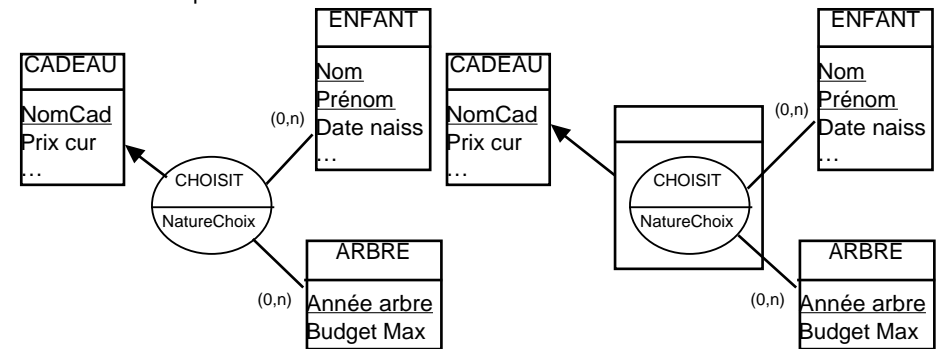 ENFANT
Nom
Prénom
Date naiss
…
CADEAU
NomCad
Prix cur
…
(0,n)
CHOISIT
NatureChoix
(0,n)
ARBRE
Année arbre
Budget Max
ENFANT
Nom
Prénom
Date naiss
…
CADEAU
NomCad
Prix cur
…
(0,n)
CHOISIT
NatureChoix
(0,n)
ARBRE
Année arbre
Budget Max